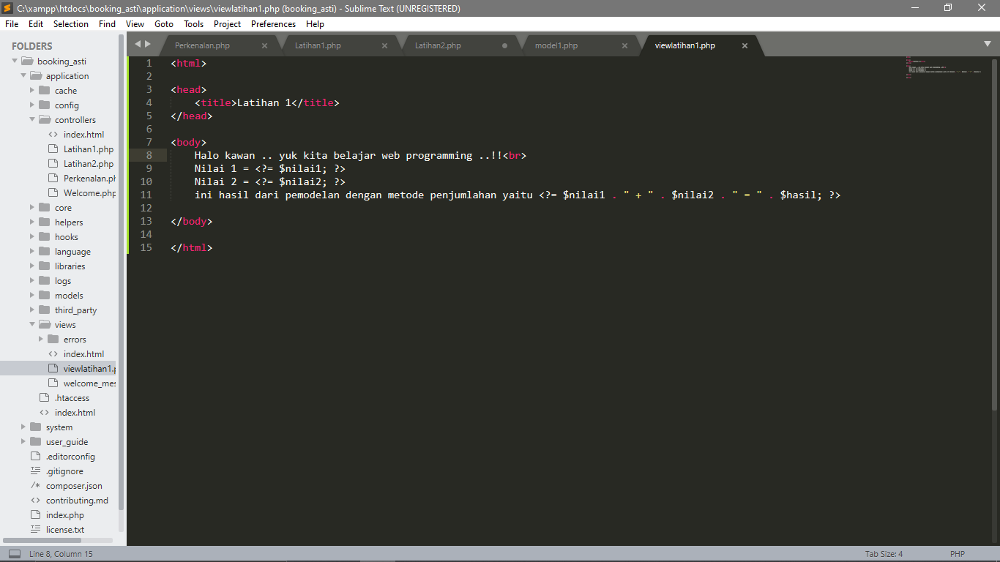 C:\xampp\htdocs\booking_asti\application\views\viewlatihan1.php (booking_asti) - Sublime Text (UNREGISTERED)
File Edit Selection Find View Goto Tools Project Preferences Help
FOLDERS
booking_asti
application
cache
config
controllers
index.html
Latihan1.php
Latihan2.php
Perkenalan.ph
Welcome.php
core
helpers
hooks
language
libraries
logs
models
third_party
views
errors
index.html
viewlatihan1.p
welcome_mes
.htaccess
index.html
system
user_guide
.editorconfig
.gitignore
composer.json
contributing.md
index.php
license.txt
Perkenalan.php Latihan1.php Latihan2.php model1.php viewlatihan1.php
1 <html>
2
3 <head>
4 <title>Latihan 1</title>
5 </head>
6
7 <body>
8 Halo kawan .. yuk kita belajar web programming ..!!<br>
9 Nilai 1 = <?= $nilai1; ?>
10 Nilai 2 = <?= $nilai2; ?>
11 ini hasil dari pemodelan dengan metode penjumlahan yaitu <?= $nilai1 . " + " . $nilai2 . " = " . $hasil; ?>
12
13 </body>
14
15 </html>
Line 8, Column 15 Tab Size: 4 PHP